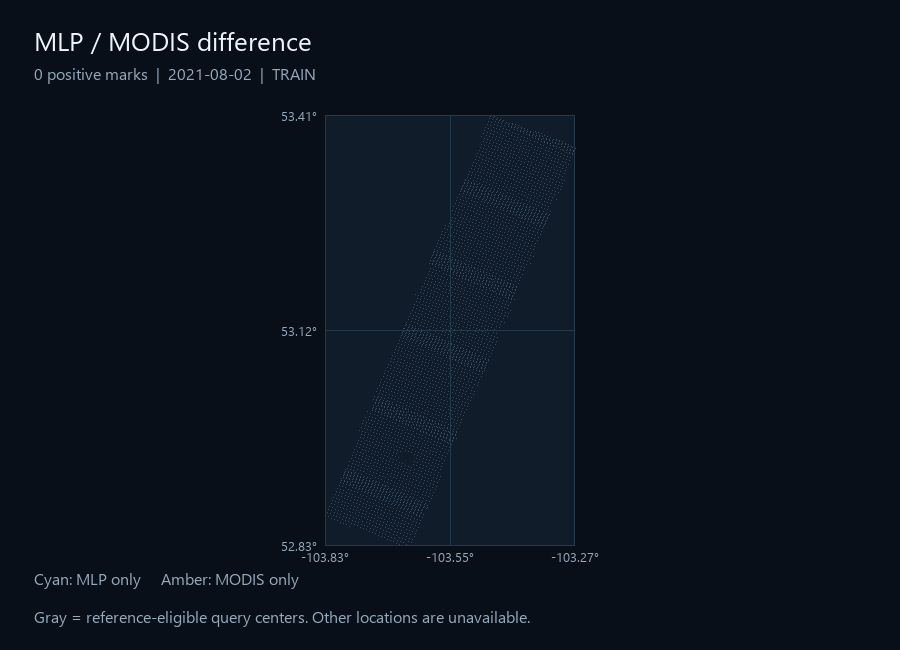 MLP / MODIS difference
0 positive marks | 2021-08-02 | TRAIN
53.41°
53.12°
52.83°
-103.83° -103.55° -103.27°
Cyan: MLP only Amber: MODIS only
Gray = reference-eligible query centers. Other locations are unavailable.